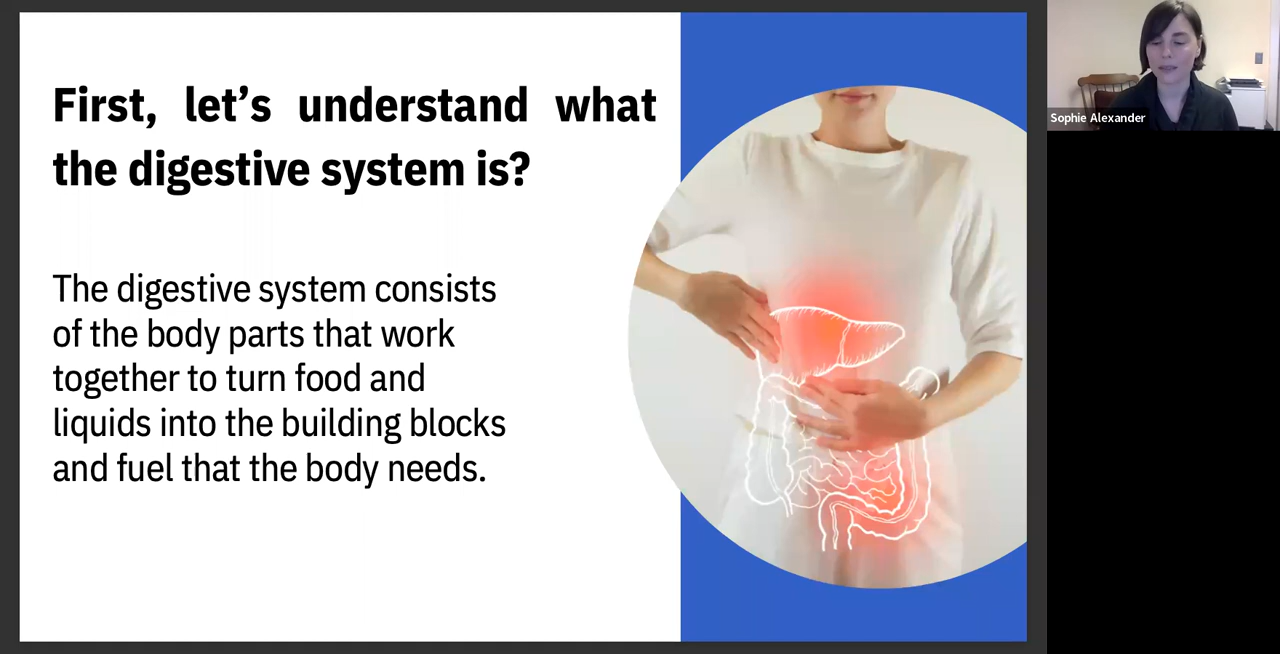 First, let’s understand what
the digestive system is?
The digestive system consists
of the body parts that work
together to turn food and
liquids into the building blocks
and fuel that the body needs.
Sophie Alexander